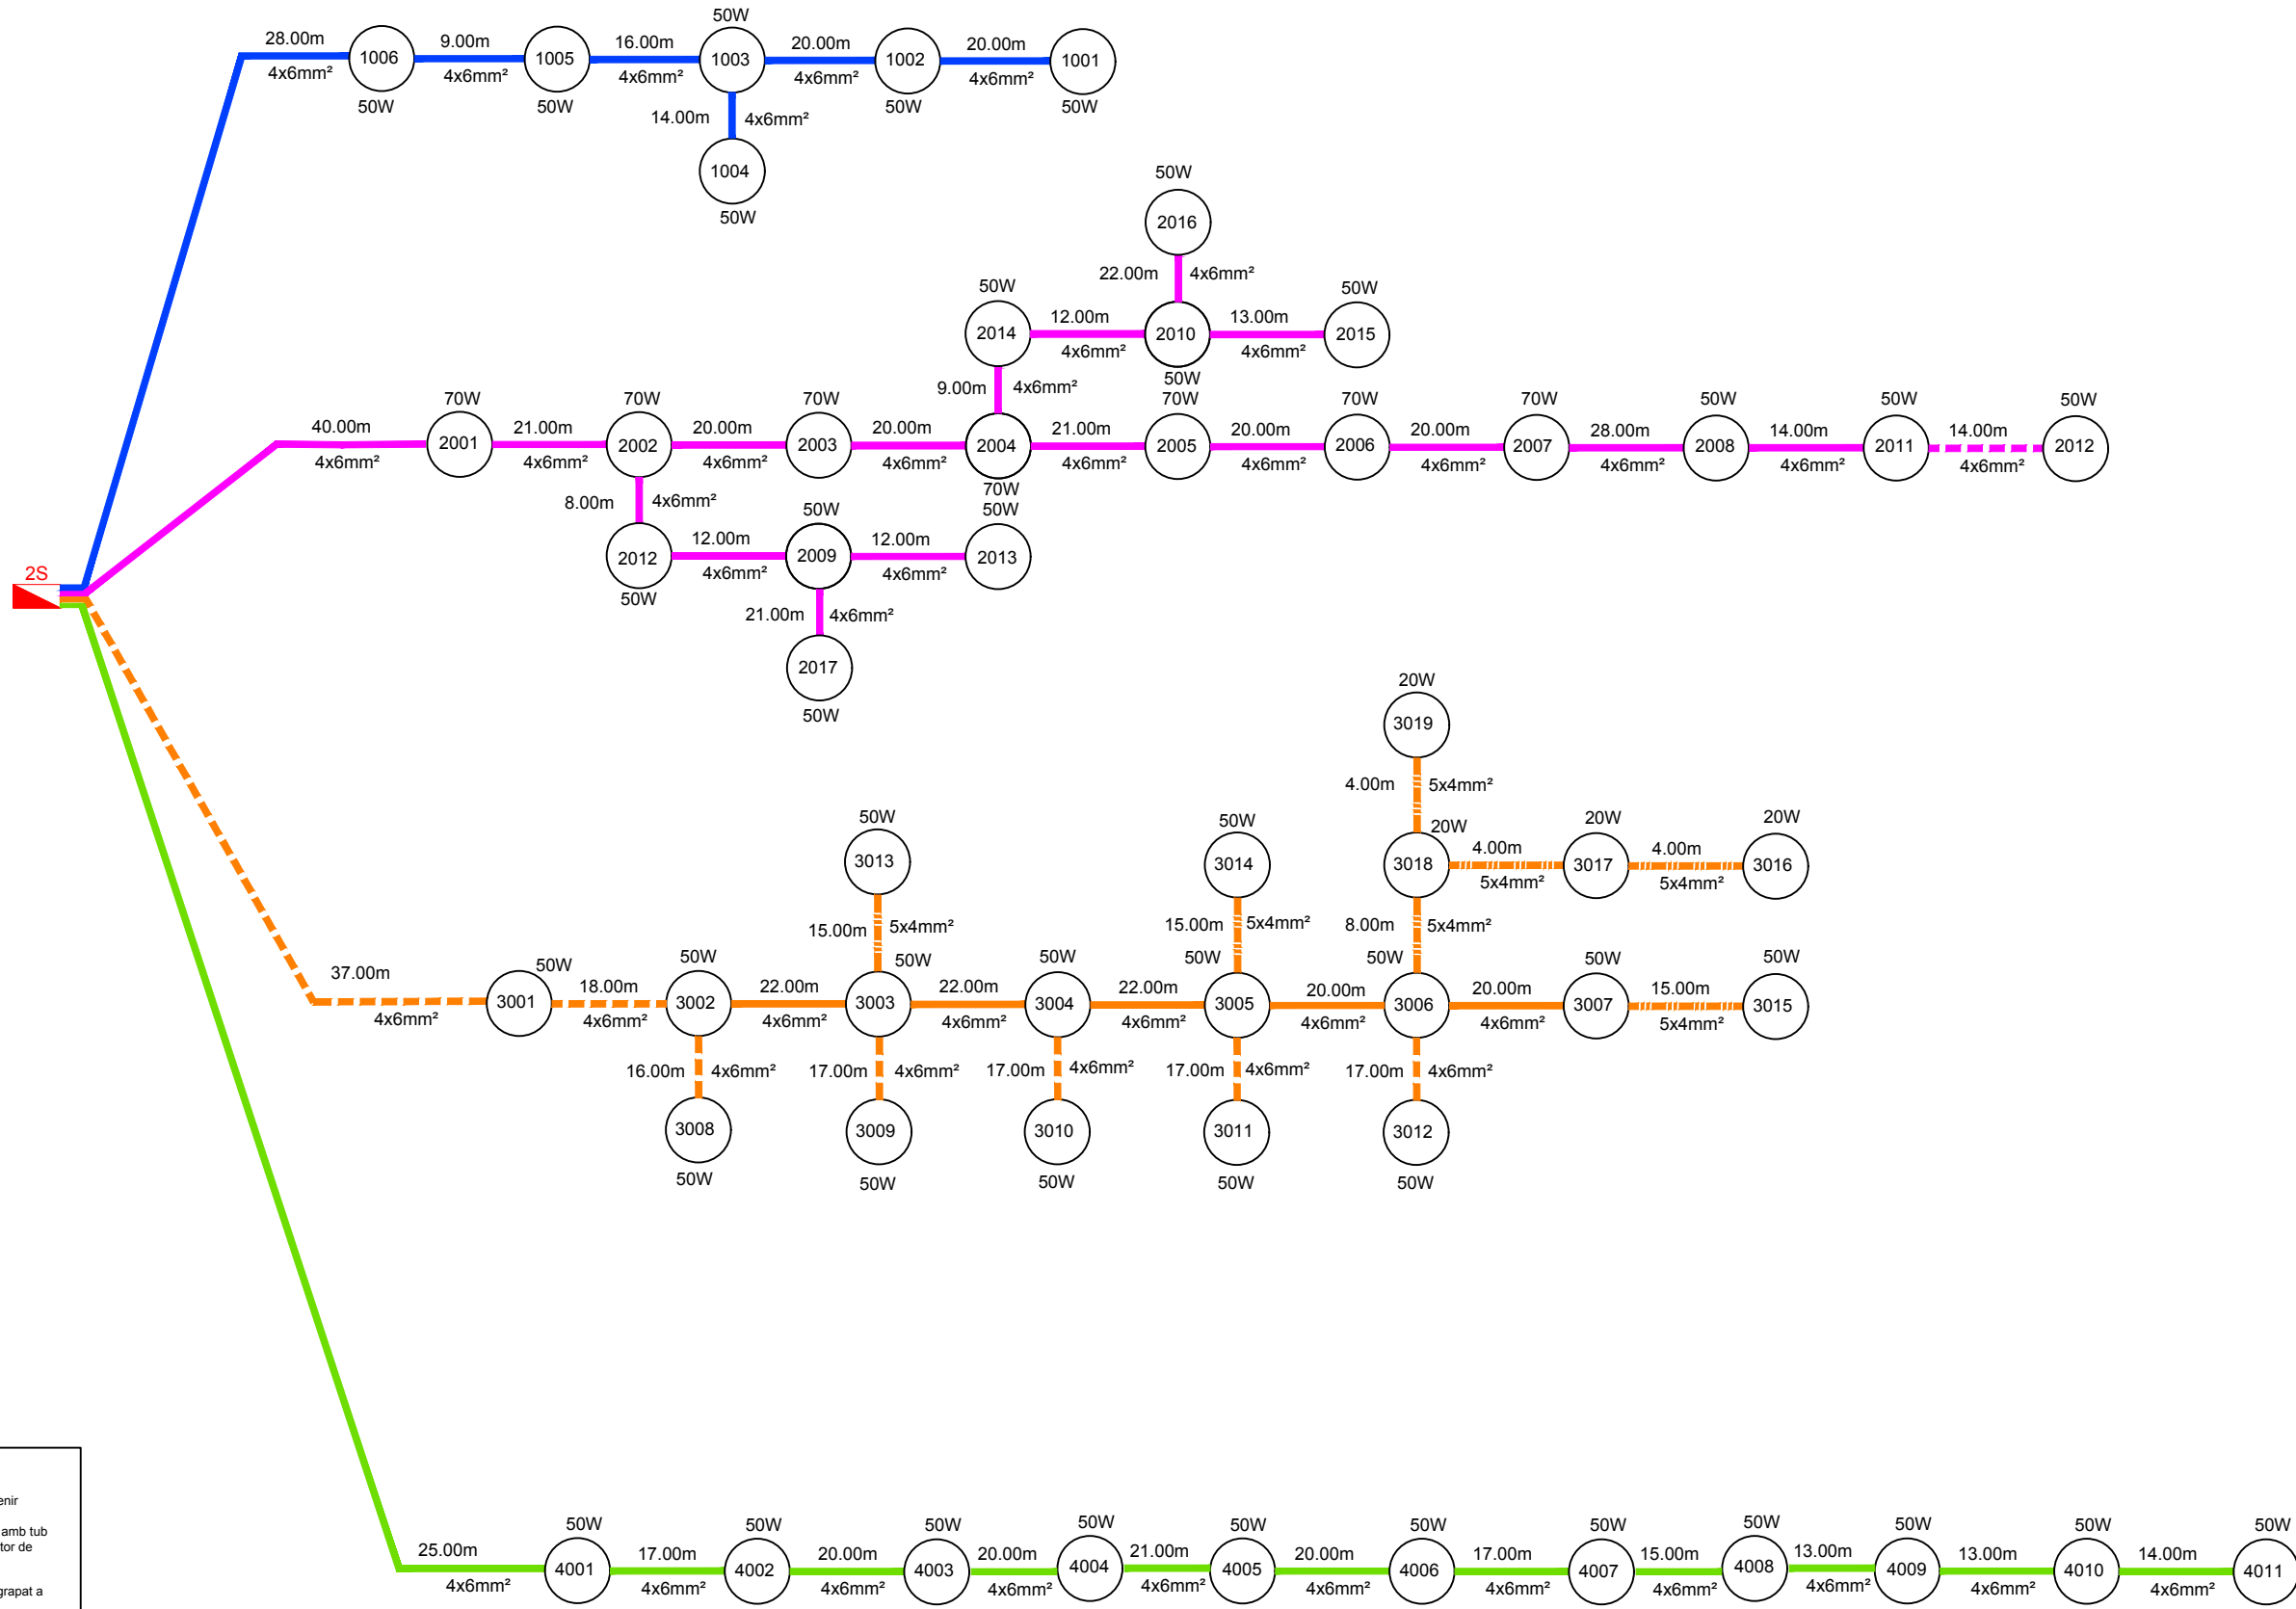 50W
28.00m
9.00m
16.00m
20.00m
20.00m
1006
1005
1003
1002
1001
4x6mm²
4x6mm²
4x6mm²
4x6mm²
4x6mm²
50W
50W
50W
50W
14.00m
4x6mm²
1004
50W
50W
2016
22.00m
4x6mm²
50W
50W
12.00m
13.00m
2014
2010
2015
4x6mm²
4x6mm²
50W
9.00m
4x6mm²
70W
70W
70W
70W
70W
70W
50W
50W
50W
40.00m
21.00m
20.00m
20.00m
21.00m
20.00m
20.00m
28.00m
14.00m
14.00m
2001
2002
2003
2004
2005
2006
2007
2008
2011
2012
4x6mm²
4x6mm²
4x6mm²
4x6mm²
4x6mm²
4x6mm²
4x6mm²
4x6mm²
4x6mm²
4x6mm²
70W
8.00m
4x6mm²
50W
50W
12.00m
12.00m
2012
2009
2013
4x6mm²
4x6mm²
2S
50W
21.00m
4x6mm²
2017
50W
20W
3019
4.00m
5x4mm²
50W
50W
20W
20W
20W
3013
3014
3018
4.00m
3017
4.00m
3016
5x4mm²
5x4mm²
15.00m
5x4mm²
15.00m
5x4mm²
8.00m
5x4mm²
50W
50W
50W
50W
50W
50W
50W
50W
37.00m
18.00m
22.00m
22.00m
22.00m
20.00m
20.00m
15.00m
3001
3002
3003
3004
3005
3006
3007
3015
4x6mm²
4x6mm²
4x6mm²
4x6mm²
4x6mm²
4x6mm²
4x6mm²
5x4mm²
16.00m
4x6mm²
17.00m
4x6mm²
17.00m
4x6mm²
17.00m
4x6mm²
17.00m
4x6mm²
3008
3009
3010
3011
3012
50W
50W
50W
50W
50W
enir
amb tub
tor de
grapat a
50W
50W
50W
50W
50W
50W
50W
50W
50W
50W
50W
25.00m
17.00m
20.00m
20.00m
21.00m
20.00m
17.00m
15.00m
13.00m
13.00m
14.00m
4001
4002
4003
4004
4005
4006
4007
4008
4009
4010
4011
4x6mm²
4x6mm²
4x6mm²
4x6mm²
4x6mm²
4x6mm²
4x6mm²
4x6mm²
4x6mm²
4x6mm²
4x6mm²